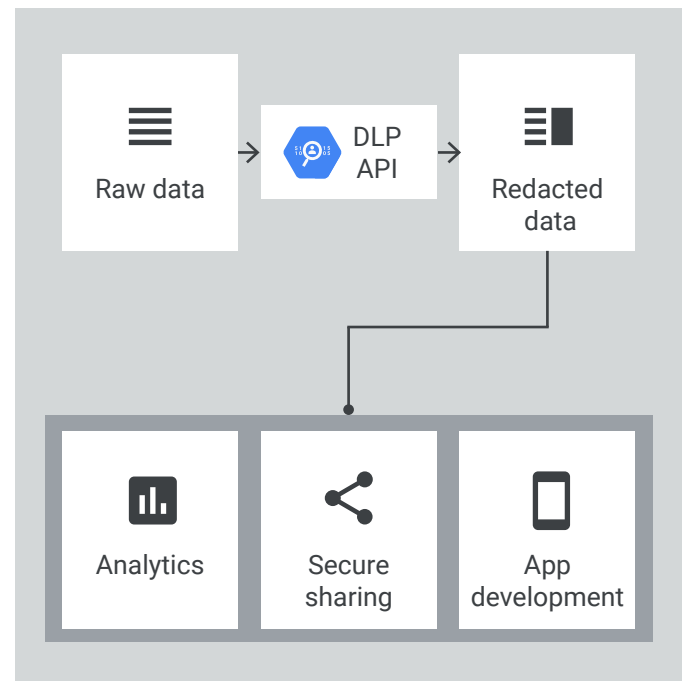 Raw data
DLP
API
Redacted
data
Analytics
Secure
sharing
App
development